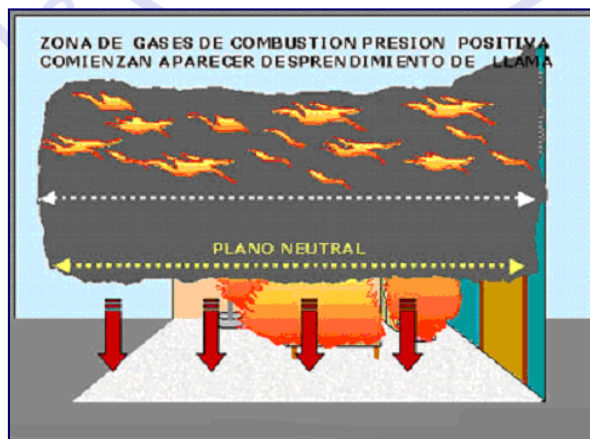 ZONA DE GASES DE COMBUSTION PRESION POSITIVA
COMIENZAN APARECER DESPRENDIMIENTO DE LLAMA
PLANO NEUTRAL